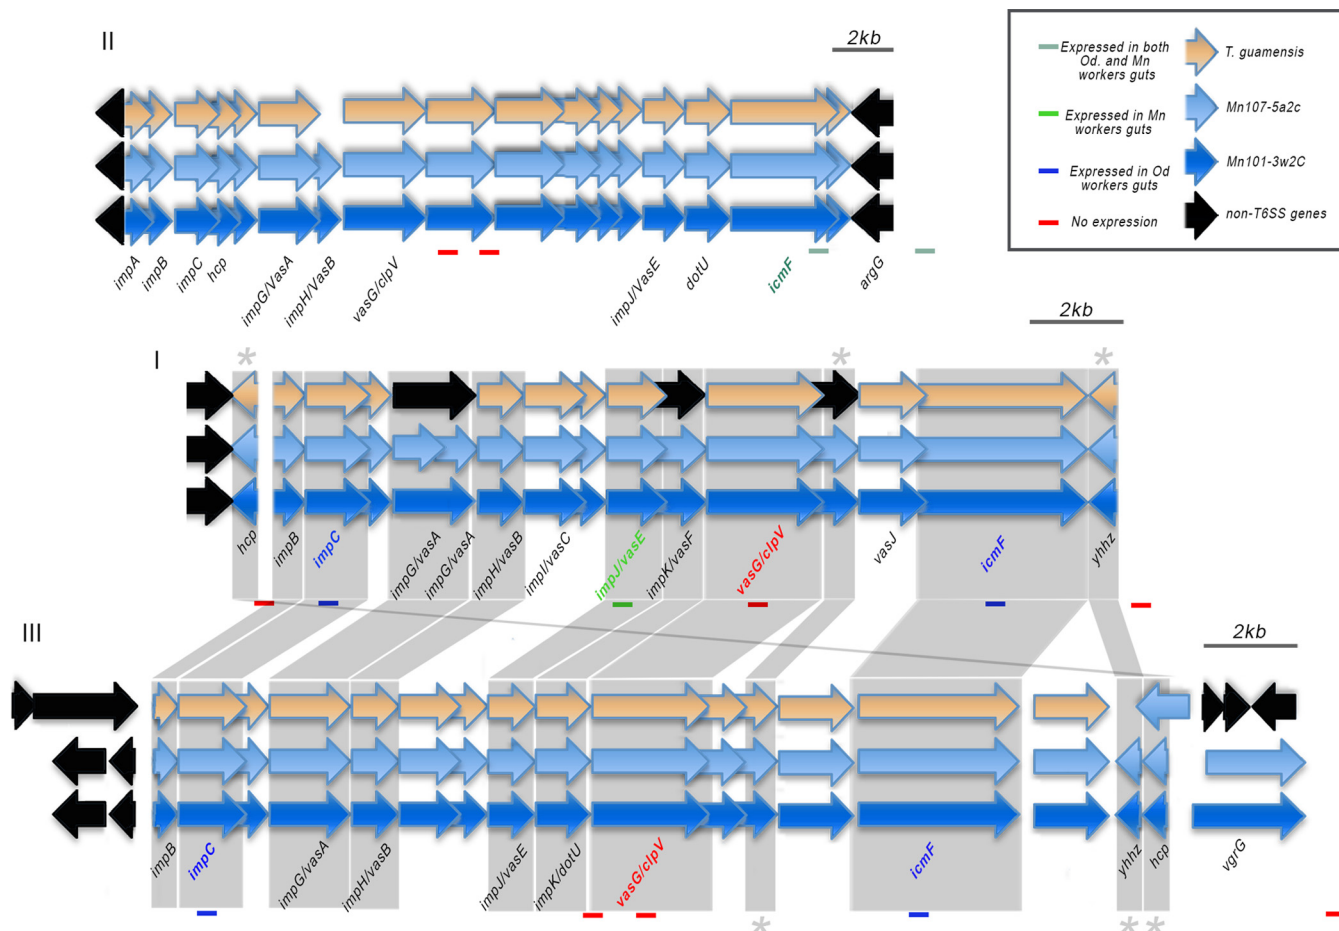 II
2kb
impA
impB
impC
hcp
impG/VasA
impH/VasB
vasG/clpV
impJ/VasE
dotU
icmF
argG
Expressed in both
Od. and Mn
workers guts
T. guamensis
Expressed in Mn
workers guts
Mn107-5a2c
Expressed in Od
workers guts
Mn101-3w2C
No expression
non-T6SS genes
2kb
I
*
*
*
hcp
impB
impC
impG/vasA
impG/vasA
impH/vasB
impI/vasC
impJ/vasE
impK/vasF
vasG/clpV
vasJ
icmF
yhhz
III
2kb
impB
impC
impG/vasA
impH/vasB
impJ/vasE
impK/dotU
vasG/clpV
icmF
yhhz
hcp
vgrG
*
*
*